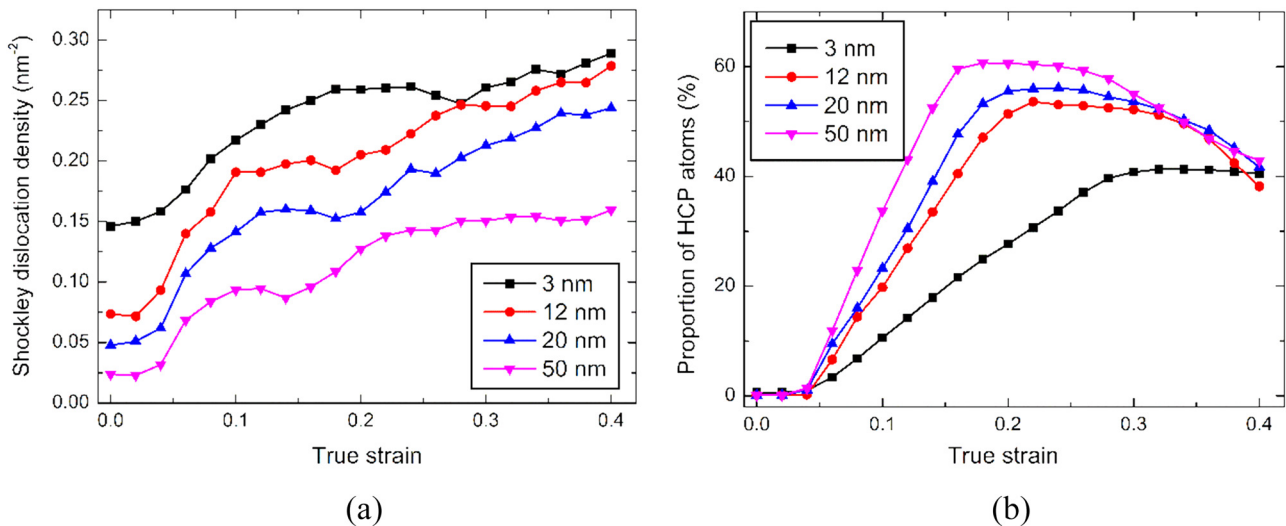 Shockley dislocation density (nm⁻²)
0.30
0.25
0.20
0.15
0.10
0.05
0.00
3 nm
12 nm
20 nm
50 nm
0.0 0.1 0.2 0.3 0.4
True strain
(a)
Proportion of HCP atoms (%)
60
40
20
0
3 nm
12 nm
20 nm
50 nm
0.0 0.1 0.2 0.3 0.4
True strain
(b)